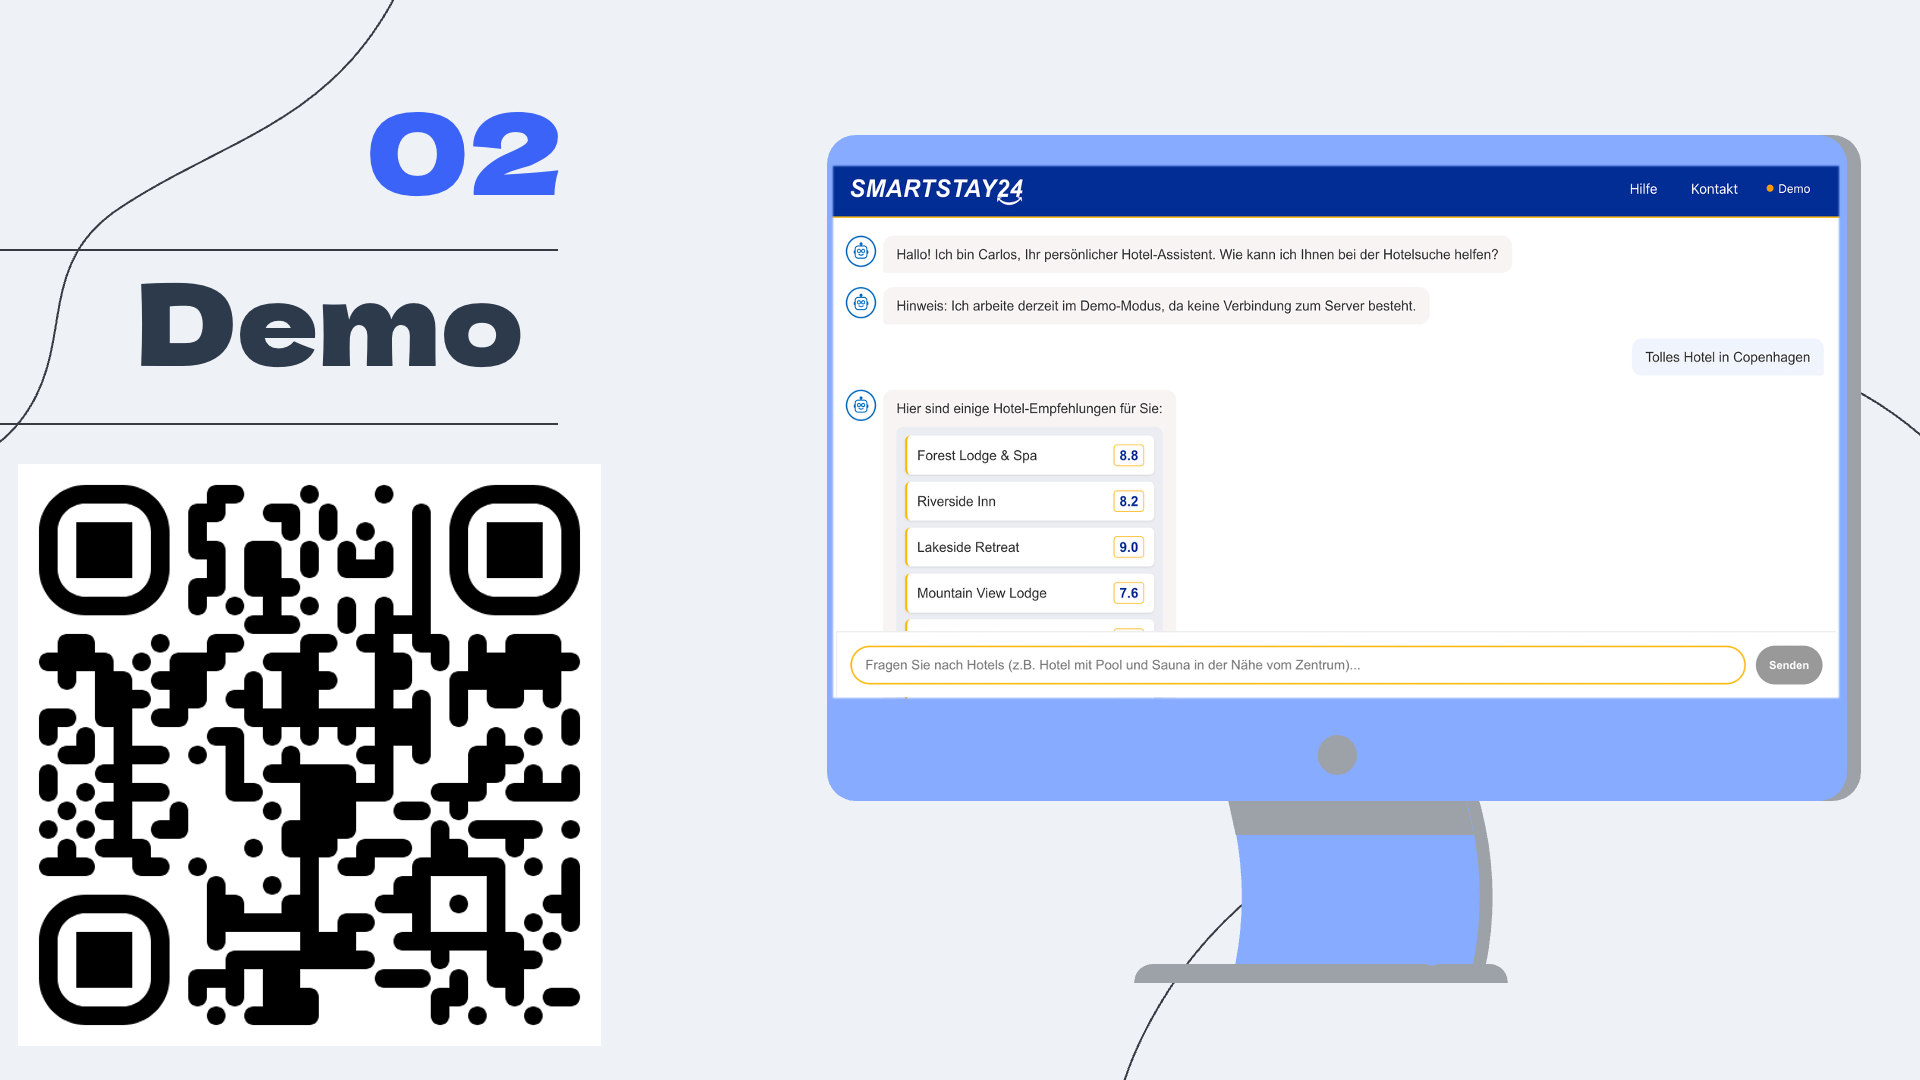 02
Demo
SMARTSTAY24
Hilfe Kontakt Demo
Hallo! Ich bin Carlos, Ihr persönlicher Hotel-Assistent. Wie kann ich Ihnen bei der Hotelsuche helfen?
Hinweis: Ich arbeite derzeit im Demo-Modus, da keine Verbindung zum Server besteht.
Tolles Hotel in Copenhagen
Hier sind einige Hotel-Empfehlungen für Sie:
Forest Lodge & Spa 8.8
Riverside Inn 8.2
Lakeside Retreat 9.0
Mountain View Lodge 7.6
Fragen Sie nach Hotels (z.B. Hotel mit Pool und Sauna in der Nähe vom Zentrum)...
Senden